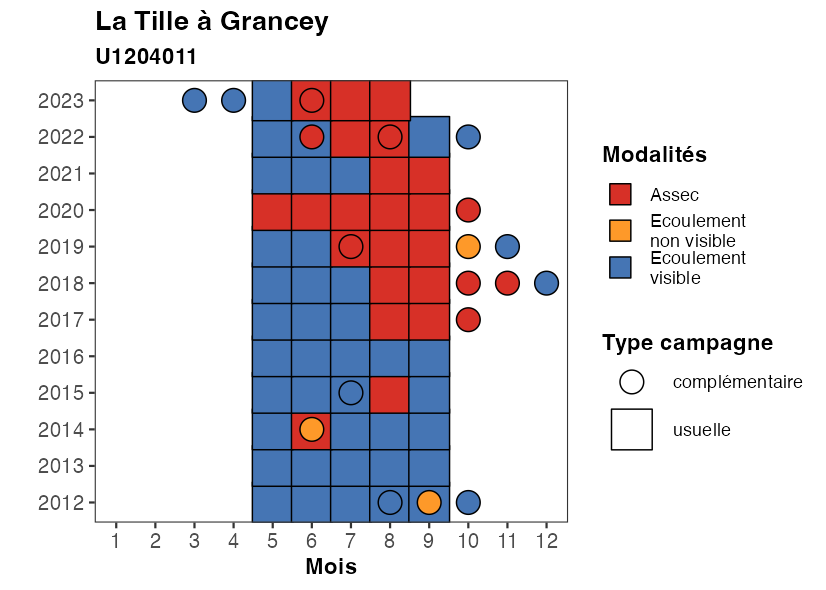 La Tille à Grancey
U1204011
2023
2022
2021
2020
2019
2018
2017
2016
2015
2014
2013
2012
1 2 3 4 5 6 7 8 9 10 11 12
Mois
Modalités
Assec
Ecoulement
non visible
Ecoulement
visible
Type campagne
complémentaire
usuelle